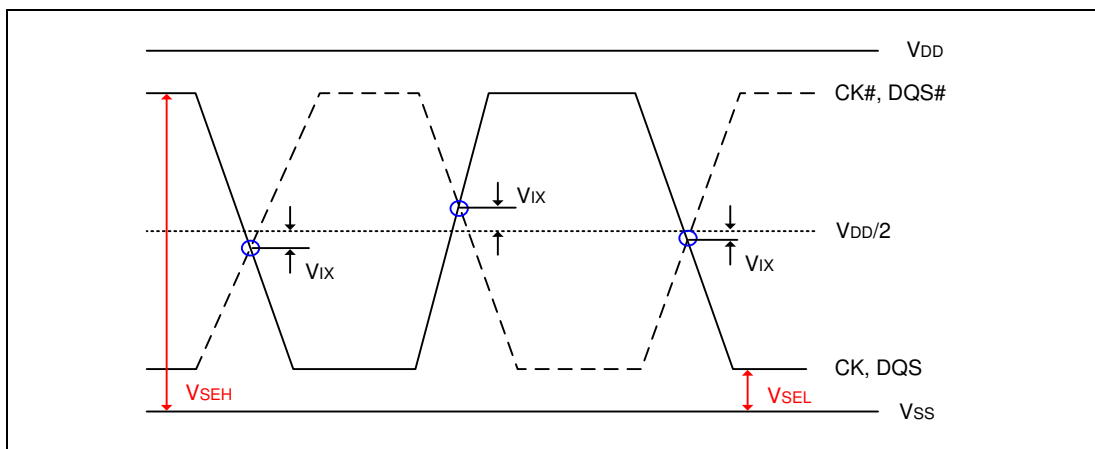 VDD
CK#, DQS#
VIX
VDD/2
VIX
VIX
CK, DQS
VSEH
VSEL
VSS